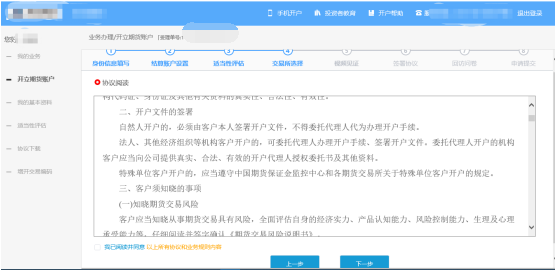 手机开户 投资者教育 开户帮助 退出登录
您好
业务办理/开立期货账户
我的业务
开立期货账户
我的基本资料
适当性评估
协议下载
增开交易编码
1 2 3 4 5 6 7 8
身份信息填写 结算账户设置 适当性评估 交易所选择 视频见证 签署协议 回访问卷 申请提交
协议阅读
构代码证、身份证及其他有关资料的真实性、合法性、有效性。
二、开户文件的签署
自然人开户的，必须由客户本人签署开户文件，不得委托代理人代为办理开户手续。
法人、其他经济组织等机构客户开户的，可委托代理人办理开户手续、签署开户文件。委托代理人开户的机构
客户应当向公司提供真实、合法、有效的开户代理人授权委托书及其他资料。
特殊单位客户开户的，应当遵守中国期货保证金监控中心和各期货交易所关于特殊单位客户开户的规定。
三、客户须知晓的事项
(一)知晓期货交易风险
客户应当知晓从事期货交易具有风险，全面评估自身的经济实力、产品认知能力、风险控制能力、生理及心理
承受能力等，仔细阅读并签字确认《期货交易风险说明书》。
我已阅读并同意 以上所有协议和业务规则内容
上一步 下一步